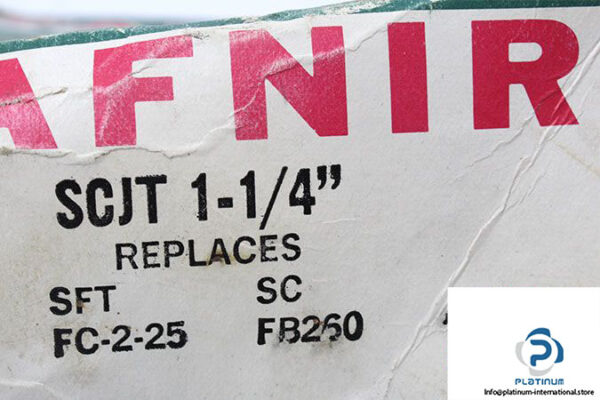 AFNIR
SCJT 1-1/4”
REPLACES
SFT SC
FC-2-25 FB260
PLATINUM
Info@platinum-international.store